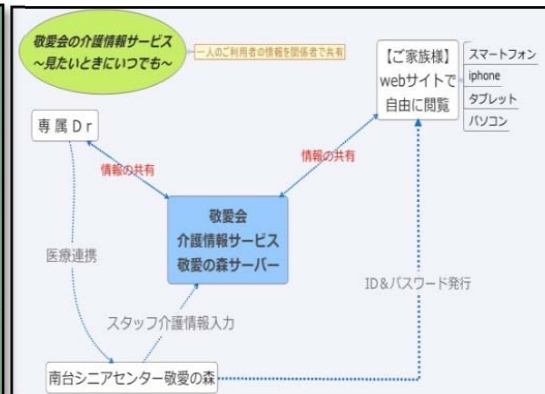 敬愛会の介護情報サービス
～見たいときにいつでも～
一人のご利用者の情報を関係者で共有
【ご家族様】
webサイトで
自由に閲覧
スマートフォン
iphone
タブレット
パソコン
専属Dr
情報の共有
情報の共有
敬愛会
介護情報サービス
敬愛の森サーバー
医療連携
ID&パスワード発行
スタッフ介護情報入力
南台シニアセンター敬愛の森